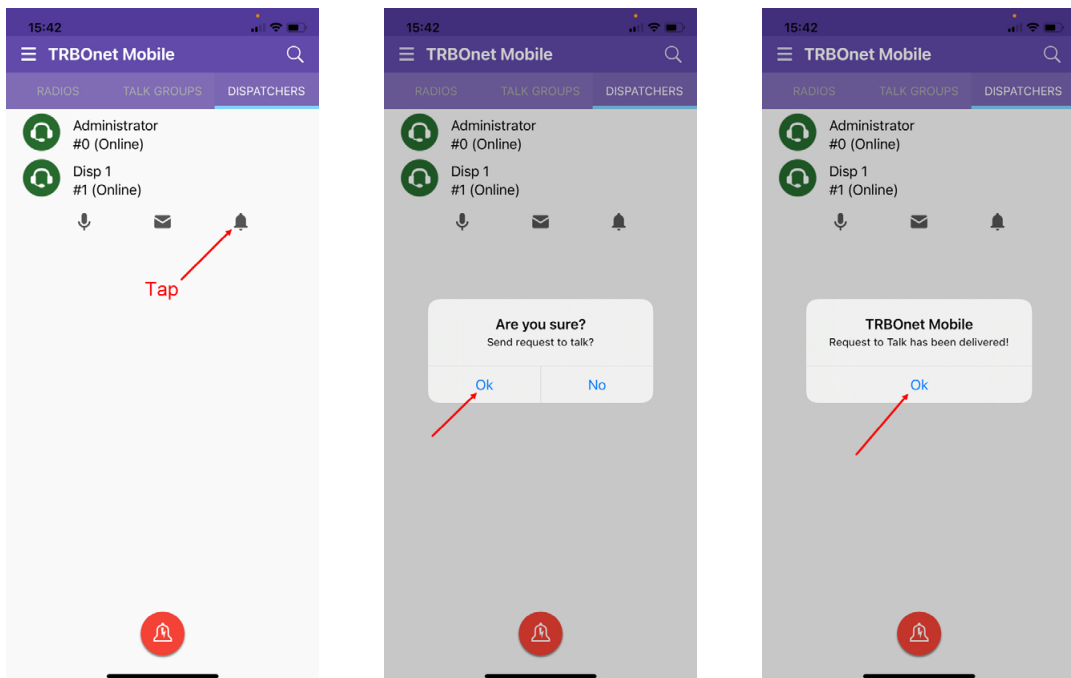 15:42
TRBOnet Mobile
RADIOS TALK GROUPS DISPATCHERS
Administrator
#0 (Online)
Disp 1
#1 (Online)
Tap
15:42
TRBOnet Mobile
RADIOS TALK GROUPS DISPATCHERS
Administrator
#0 (Online)
Disp 1
#1 (Online)
Are you sure?
Send request to talk?
Ok No
15:42
TRBOnet Mobile
RADIOS TALK GROUPS DISPATCHERS
Administrator
#0 (Online)
Disp 1
#1 (Online)
TRBOnet Mobile
Request to Talk has been delivered!
Ok